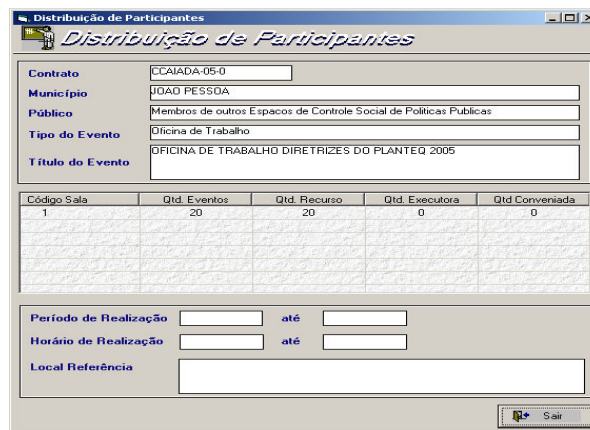 Distribuição de Participantes
Distribuição de Participantes
Contrato CCAIADA-05-0
Município JOAO PESSOA
Público Membros de outros Espacos de Controle Social de Politicas Publicas
Tipo do Evento Oficina de Trabalho
Título do Evento OFICINA DE TRABALHO DIRETRIZES DO PLANTEQ 2005
Código Sala Qtd. Eventos Qtd. Recurso Qtd. Executora Qtd Conveniada
1 20 20 0 0
Período de Realização até
Horário de Realização até
Local Referência
Sair